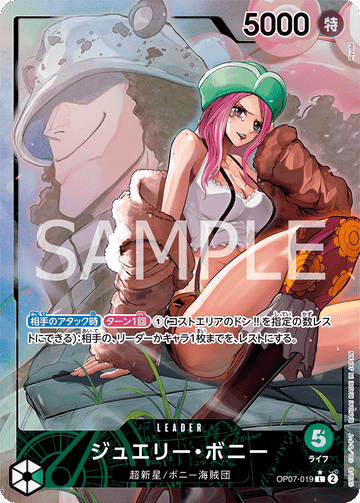 5000 特
SAMPLE
相手のアタック時 ターン1回 ①(コストエリアのドン!!を指定の数レス
トにできる):相手の、リーダーかキャラ1枚までを、レストにする。
LEADER
ジュエリー・ボニー
5
ライフ
超新星/ボニー海賊団
OP07-019 L 2